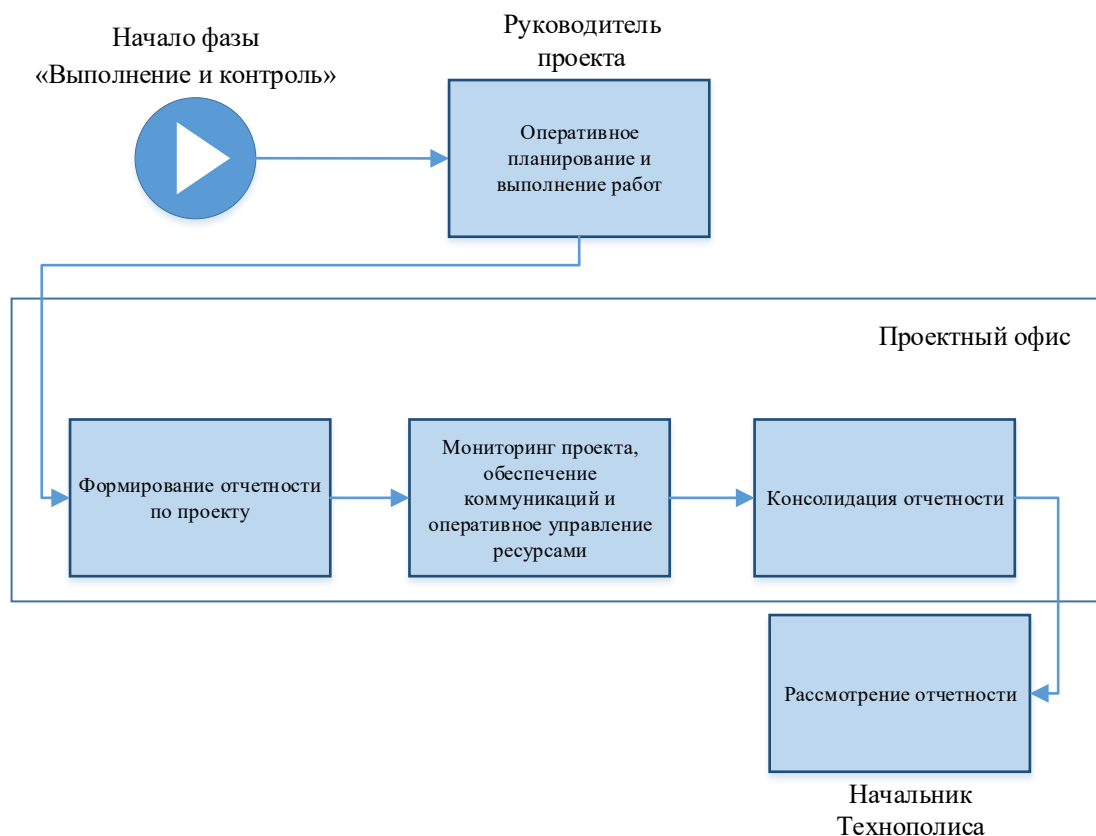 Начало фазы
«Выполнение и контроль»
Руководитель
проекта
Оперативное
планирование и
выполнение работ
Проектный офис
Формирование отчетности
по проекту
Мониторинг проекта,
обеспечение
коммуникаций и
оперативное управление
ресурсами
Консолидация отчетности
Рассмотрение отчетности
Начальник
Технополиса